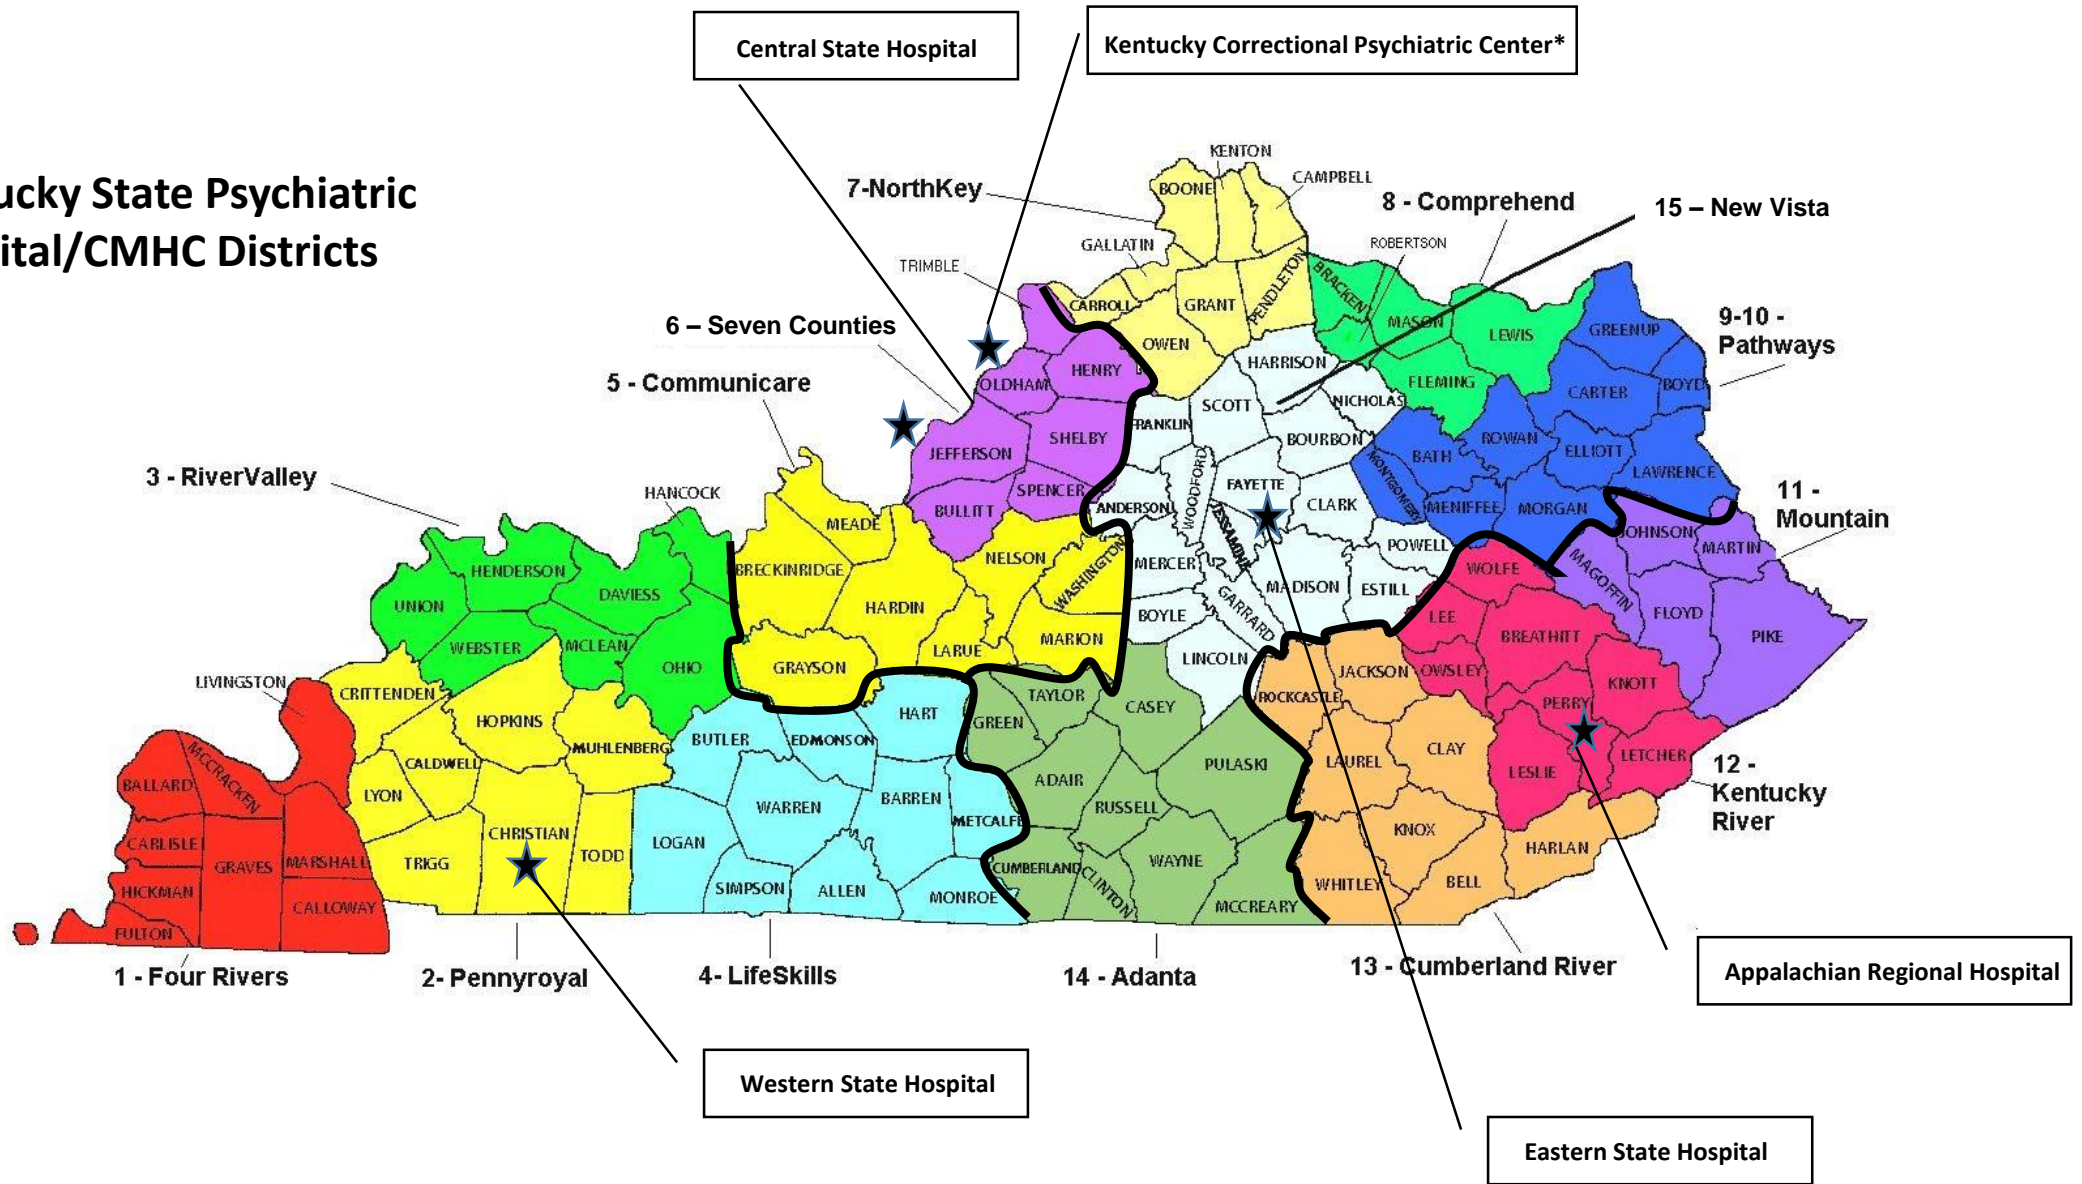 Central State Hospital
Kentucky Correctional Psychiatric Center*
ucky State Psychiatric
ital/CMHC Districts
KENTON
BOONE
CAMPBELL
7-NorthKey
8 - Comprehend
15 – New Vista
GALLATIN
ROBERTSON
TRIMBLE
PENDLETON
BRACKEN
CARROLL
GRANT
MASON
LEWIS
GREENUP
9-10 -
Pathways
6 – Seven Counties
OWEN
HARRISON
HENRY
OLDHAM
5 - Communicare
FLEMING
CARTER
BOYD
SCOTT
NICHOLAS
FRANKLIN
SHELBY
BOURBON
ROWAN
JEFFERSON
BATH
ELLIOTT
LAWRENCE
3 - RiverValley
HANCOCK
SPENCER
WOODFORD
FAYETTE
MONTGOMERY
11 -
Mountain
MEADE
BULLITT
ANDERSON
CLARK
MENIFFEE
MORGAN
JESSAMINE
JOHNSON
MARTIN
POWELL
NELSON
WASHINGTON
MERCER
BRECKINRIDGE
HENDERSON
WOLFE
MAGOFFIN
UNION
DAVIESS
HARDIN
MADISON
ESTILL
GARRARD
FLOYD
BOYLE
LEE
PIKE
WEBSTER
MCLEAN
MARION
BREATHITT
LARUE
OHIO
GRAYSON
LINCOLN
LIVINGSTON
CRITTENDEN
JACKSON
OWSLEY
KNOTT
TAYLOR
ROCKCASTLE
CASEY
PERRY
HOPKINS
HART
GREEN
BUTLER
EDMONSON
MUHLENBERG
CLAY
LETCHER
MCCRACKEN
CALDWELL
PULASKI
LAUREL
LESLIE
12 -
Kentucky
River
BALLARD
LYON
WARREN
BARREN
ADAIR
RUSSELL
METCALFE
CHRISTIAN
KNOX
CARLISLE
LOGAN
HARLAN
GRAVES
MARSHALL
TRIGG
TODD
WAYNE
CUMBERLAND
CLINTON
HICKMAN
SIMPSON
ALLEN
MONROE
WHITLEY
BELL
CALLOWAY
MCCREARY
FULTON
1 - Four Rivers
2- Pennyroyal
4- LifeSkills
14 - Adanta
13 - Cumberland River
Appalachian Regional Hospital
Western State Hospital
Eastern State Hospital